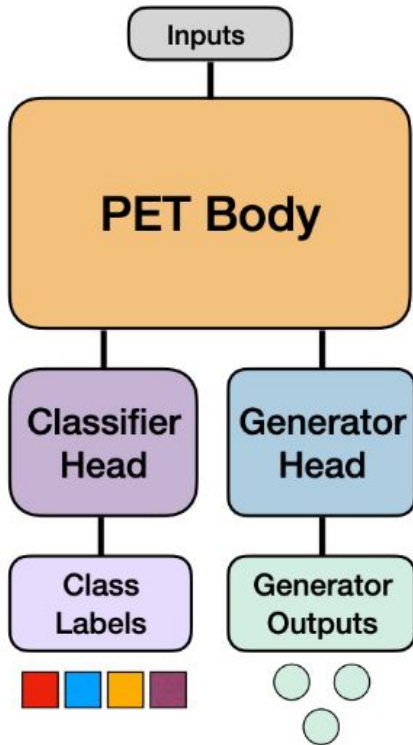 Inputs
PET Body
Classifier
Head
Generator
Head
Class
Labels
Generator
Outputs